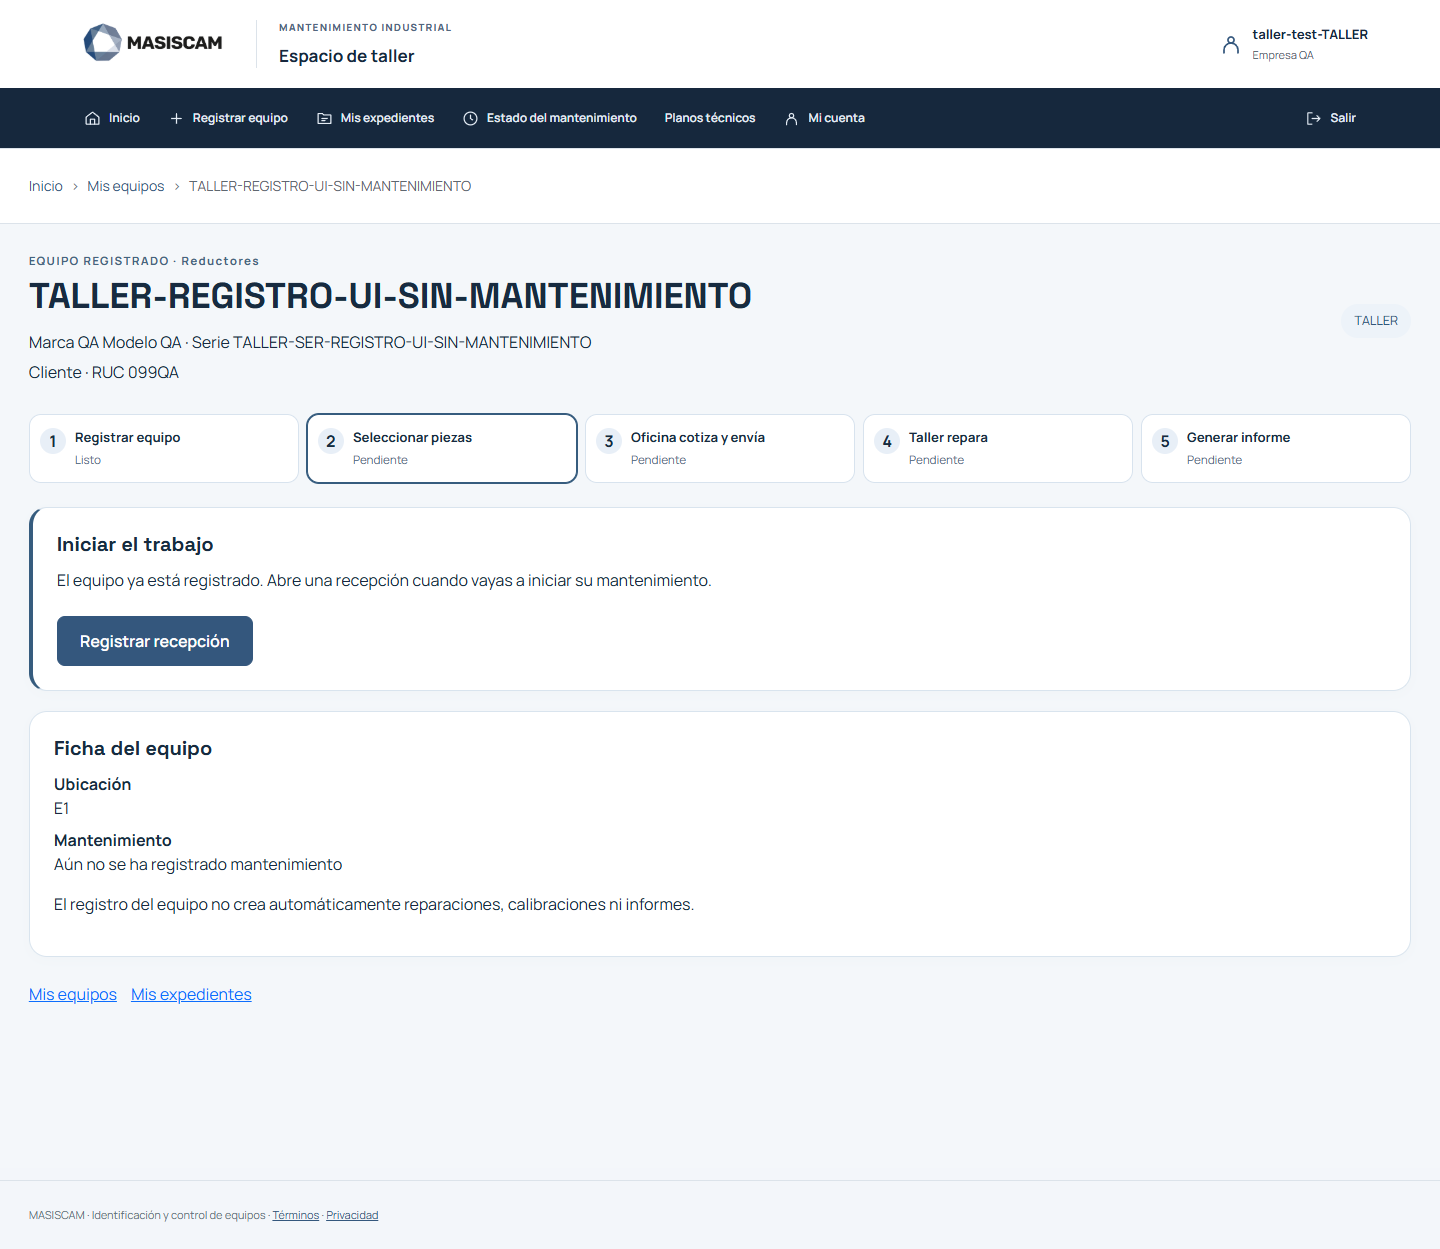 MASISCAM
MANTENIMIENTO INDUSTRIAL
Espacio de taller
taller-test-TALLER
Empresa QA
Inicio
Registrar equipo
Mis expedientes
Estado del mantenimiento
Planos técnicos
Mi cuenta
Salir
Inicio › Mis equipos › TALLER-REGISTRO-UI-SIN-MANTENIMIENTO
EQUIPO REGISTRADO · Reductores
TALLER-REGISTRO-UI-SIN-MANTENIMIENTO
Marca QA Modelo QA · Serie TALLER-SER-REGISTRO-UI-SIN-MANTENIMIENTO
Cliente · RUC 099QA
TALLER
1 Registrar equipo
Listo
2 Seleccionar piezas
Pendiente
3 Oficina cotiza y envía
Pendiente
4 Taller repara
Pendiente
5 Generar informe
Pendiente
Iniciar el trabajo
El equipo ya está registrado. Abre una recepción cuando vayas a iniciar su mantenimiento.
Registrar recepción
Ficha del equipo
Ubicación
E1
Mantenimiento
Aún no se ha registrado mantenimiento
El registro del equipo no crea automáticamente reparaciones, calibraciones ni informes.
Mis equipos Mis expedientes
MASISCAM · Identificación y control de equipos · Términos · Privacidad